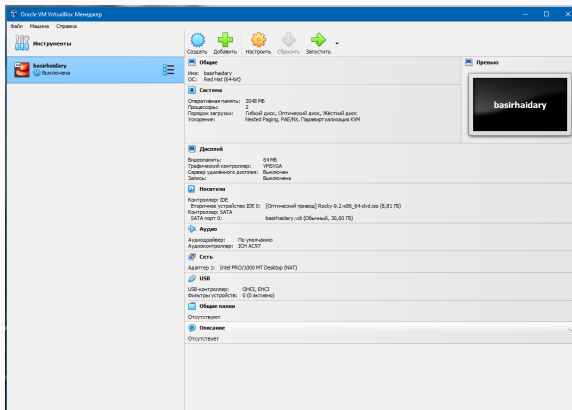 Oracle VM VirtualBox Менеджер
Файл Машина Справка
Инструменты
Создать Добавить Настроить Сбросить Запустить
basirhaidary
Выключена
Общие
Имя: basirhaidary
ОС: Red Hat (64-bit)
Превью
basirhaidary
Система
Оперативная память: 2048 МБ
Процессоры: 2
Порядок загрузки: Гибкий диск, Оптический диск, Жёсткий диск
Ускорение: Nested Paging, PAE/NX, Паравиртуализация KVM
Дисплей
Видеопамять: 64 МБ
Графический контроллер: VMSVGA
Сервер удалённого дисплея: Выключен
Запись: Выключена
Носители
Контроллер: IDE
Вторичное устройство IDE 0: [Оптический привод] Rocky-9.2-x86_64-dvd.iso (8,81 ГБ)
Контроллер: SATA
SATA порт 0: basirhaidary.vdi (Обычный, 30,00 ГБ)
Аудио
Аудиодрайвер: По умолчанию
Аудиоконтроллер: ICH AC97
Сеть
Адаптер 1: Intel PRO/1000 MT Desktop (NAT)
USB
USB-контроллер: OHCI, EHCI
Фильтры устройств: 0 (0 активно)
Общие папки
Отсутствуют
Описание
Отсутствует